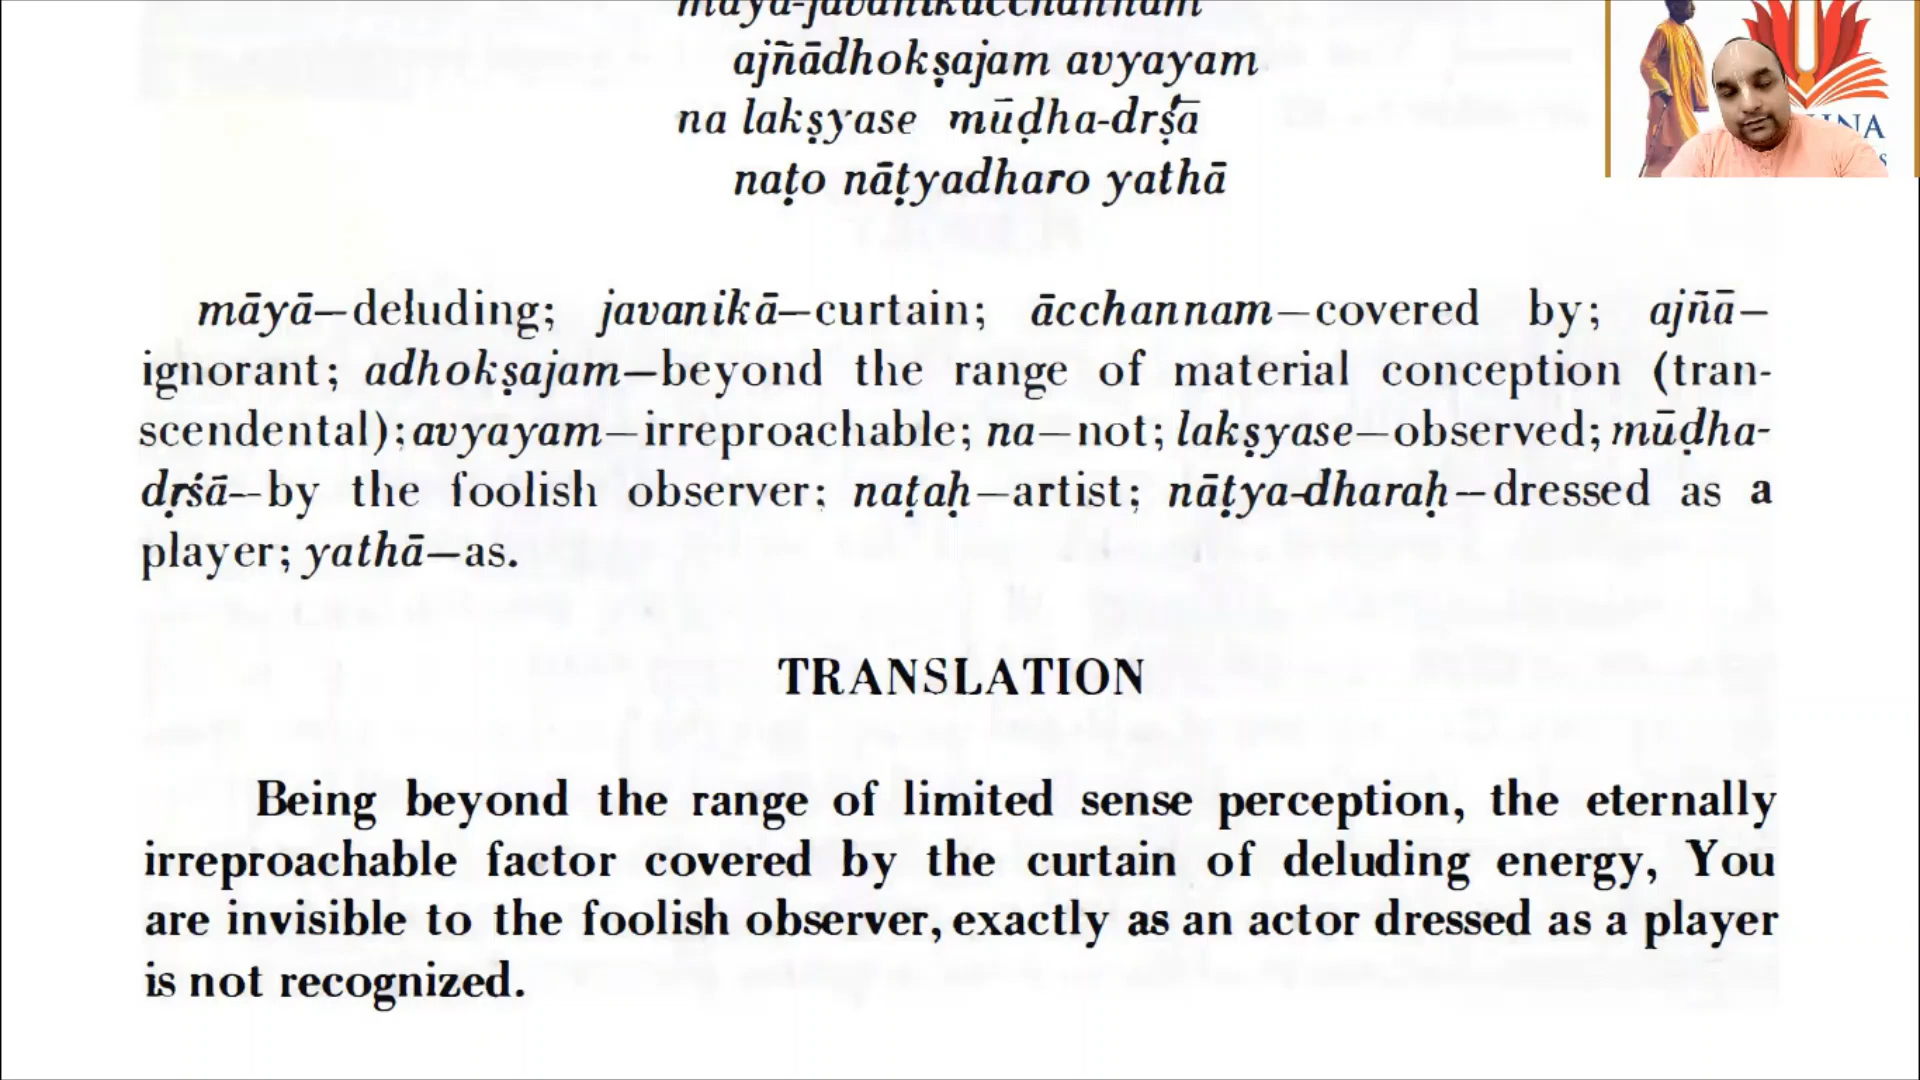 māyā-javanikācchannam
ajñādhokṣajam avyayam
na lakṣyase mūḍha-dṛśā
naṭo nāṭyadharo yathā
māyā—deluding; javanikā—curtain; ācchannam—covered by; ajñā—
ignorant; adhokṣajam—beyond the range of material conception (tran-
scendental); avyayam—irreproachable; na—not; lakṣyase—observed; mūḍha-
dṛśā—by the foolish observer; naṭaḥ—artist; nāṭya-dharaḥ—dressed as a
player; yathā—as.
TRANSLATION
Being beyond the range of limited sense perception, the eternally
irreproachable factor covered by the curtain of deluding energy, You
are invisible to the foolish observer, exactly as an actor dressed as a player
is not recognized.